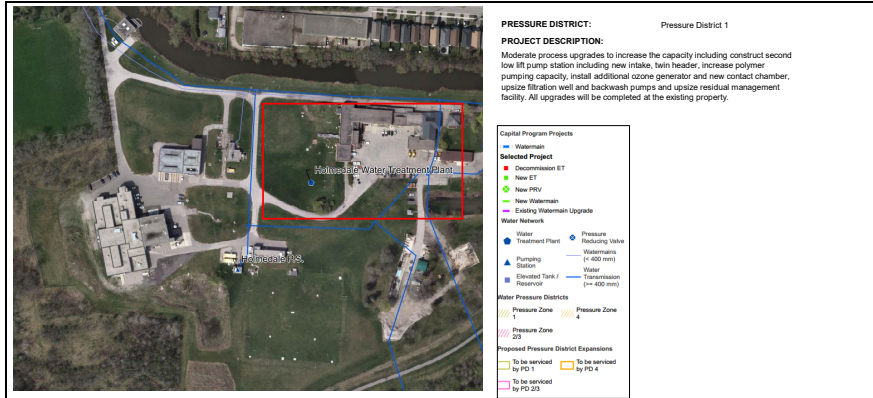 PRESSURE DISTRICT: Pressure District 1
PROJECT DESCRIPTION:
Moderate process upgrades to increase the capacity including construct second
low lift pump station including new intake, twin header, increase polymer
pumping capacity, install additional ozone generator and new contact chamber,
upsize filtration well and backwash pumps and upsize residual management
facility. All upgrades will be completed at the existing property.
Holmedale Water Treatment Plant
Holmedale P.S.
Capital Program Projects
Watermain
Selected Project
Decommission ET
New ET
New PRV
New Watermain
Existing Watermain Upgrade
Water Network
Water
Treatment Plant
Pressure
Reducing Valve
Pumping
Station
Watermains
(< 400 mm)
Elevated Tank /
Reservoir
Water
Transmission
(>= 400 mm)
Water Pressure Districts
Pressure Zone
1
Pressure Zone
4
Pressure Zone
2/3
Proposed Pressure District Expansions
To be serviced
by PD 1
To be serviced
by PD 4
To be serviced
by PD 2/3